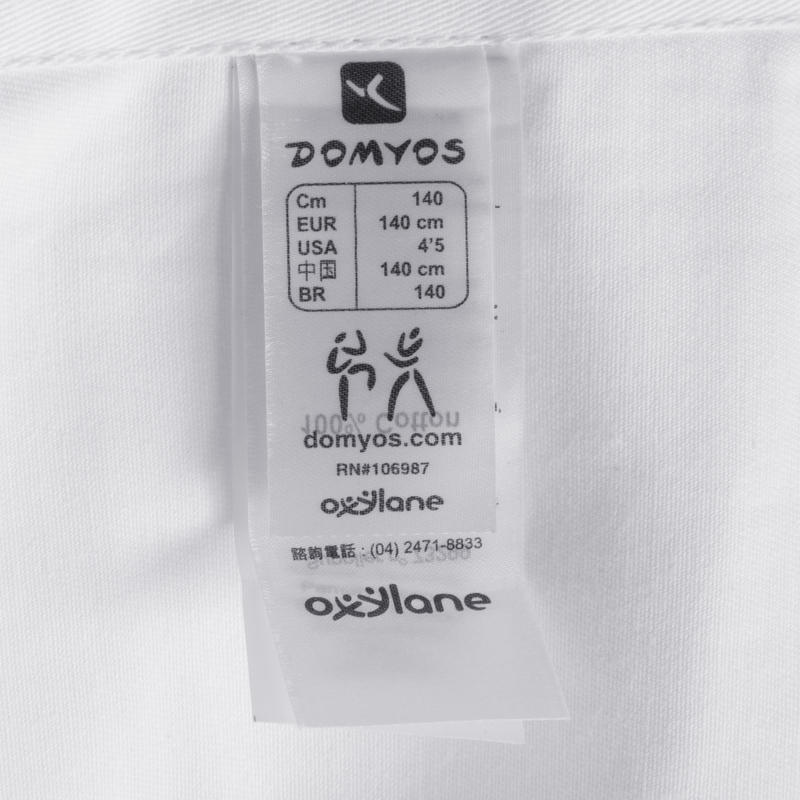 DOMYOS
Cm 140
EUR 140 cm
USA 4'5
中国 140 cm
BR 140
100% Cotton
domyos.com
RN#106987
oxylane
諮詢電話 : (04) 2471-8833
oxylane